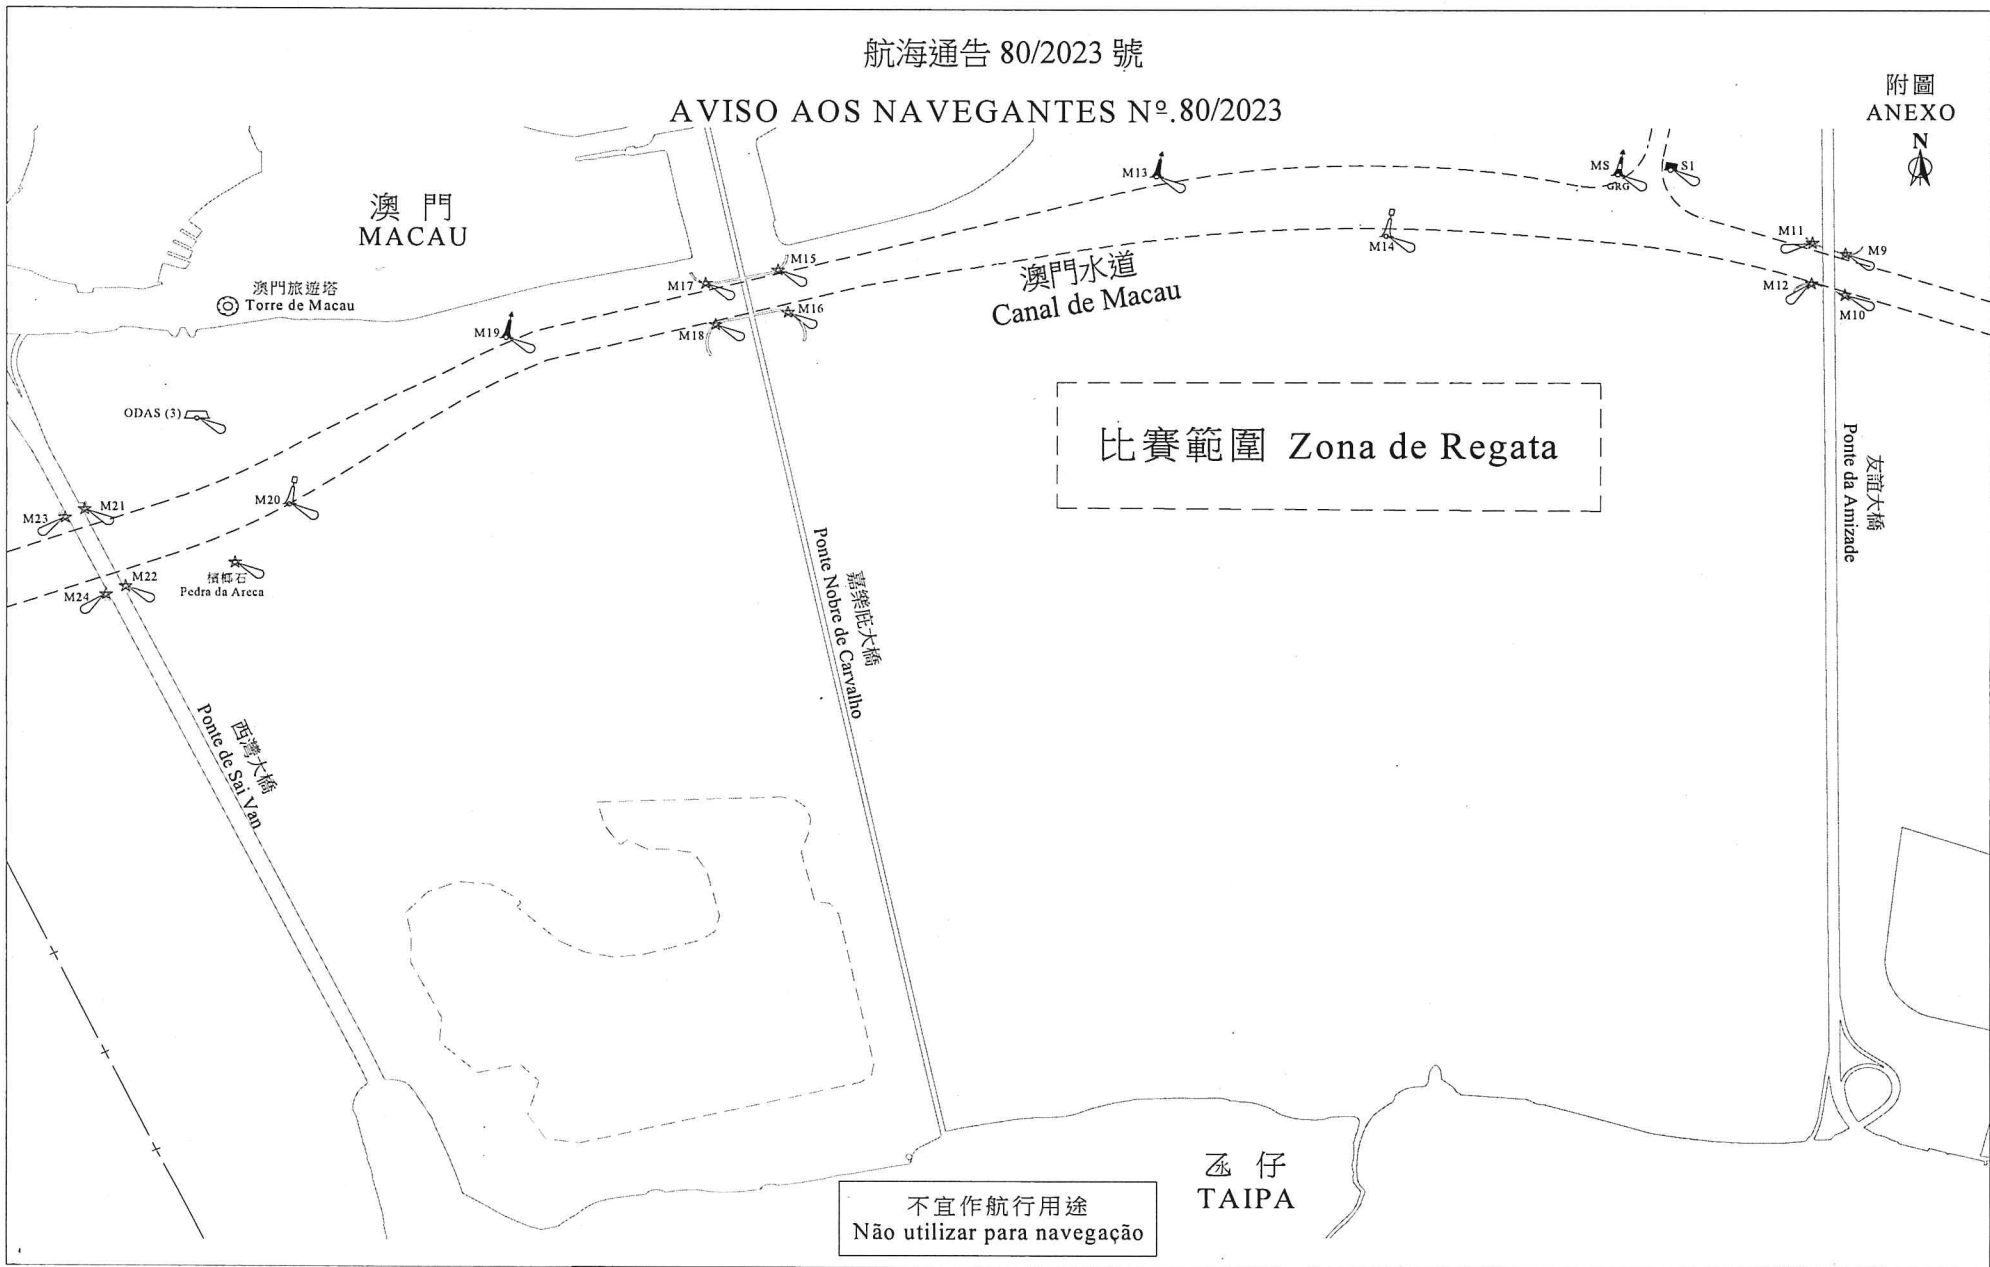 航海通告 80/2023 號
AVISO AOS NAVEGANTES Nº.80/2023
附圖
ANEXO
N
澳門
MACAU
澳門旅遊塔
Torre de Macau
M13
MS
GRG
S1
M14
M11
M9
M12
M10
M15
M17
M16
M18
M19
澳門水道
Canal de Macau
ODAS (3)
比賽範圍 Zona de Regata
M20
M21
M23
M22
M24
檳榔石
Pedra da Areca
友誼大橋
Ponte da Amizade
嘉樂庇大橋
Ponte Nobre de Carvalho
西灣大橋
Ponte de Sai Van
氹仔
TAIPA
不宜作航行用途
Não utilizar para navegação